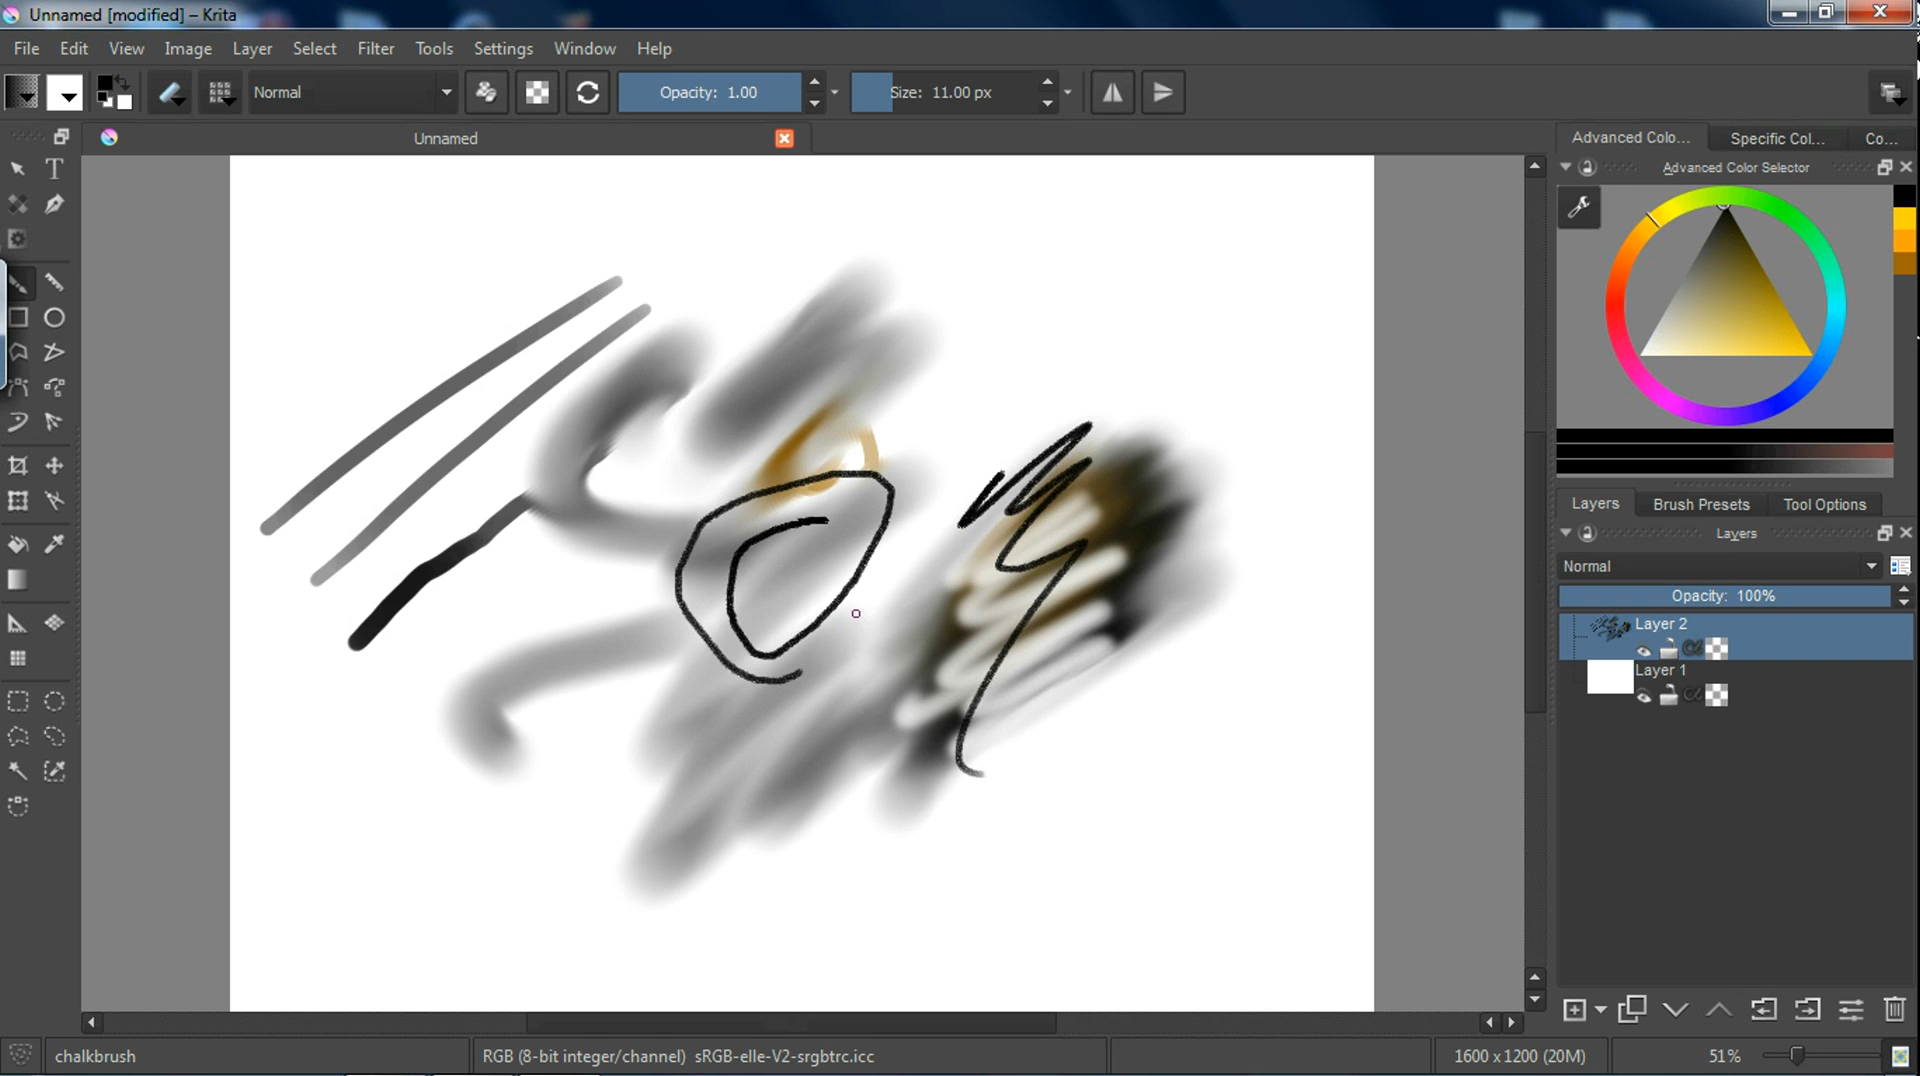 Unnamed [modified] – Krita
File Edit View Image Layer Select Filter Tools Settings Window Help
Normal Opacity: 1.00 Size: 11.00 px
Unnamed
Advanced Colo... Specific Col... Co...
Advanced Color Selector
Layers Brush Presets Tool Options
Layers
Normal
Opacity: 100%
Layer 2
Layer 1
chalkbrush RGB (8-bit integer/channel) sRGB-elle-V2-srgbtrc.icc 1600 x 1200 (20M) 51%